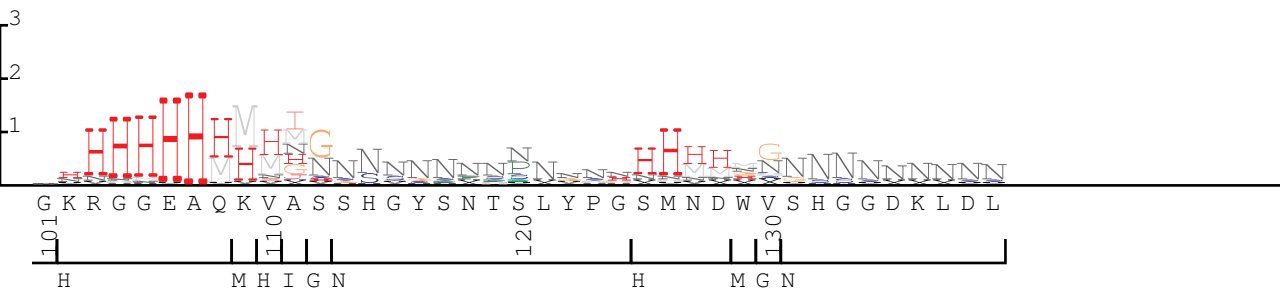 3
2
1
G K R G G E A Q K V A S S H G Y S N T S L Y P G S M N D W V S H G G D K L D L
101 110 120 130
H M H I G N H M G N